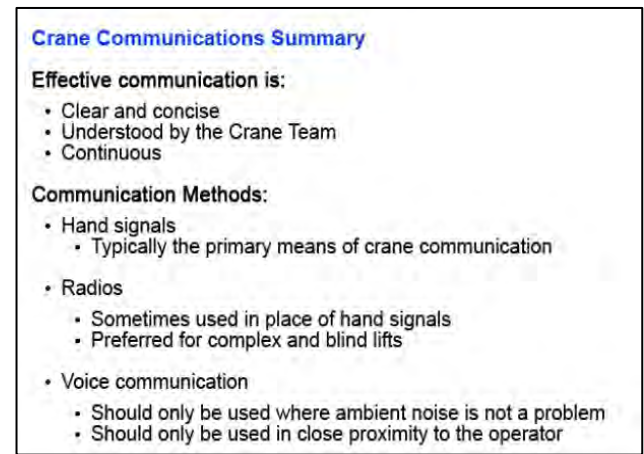 Crane Communications Summary
Effective communication is:
• Clear and concise
• Understood by the Crane Team
• Continuous
Communication Methods:
• Hand signals
• Typically the primary means of crane communication
• Radios
• Sometimes used in place of hand signals
• Preferred for complex and blind lifts
• Voice communication
• Should only be used where ambient noise is not a problem
• Should only be used in close proximity to the operator